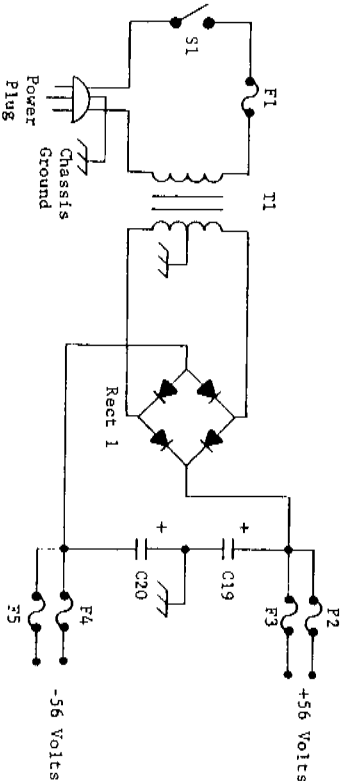 F2
+56 Volts
F1
T1
F3
+
C19
S1
+
C20
Rect 1
F4
-56 Volts
Chassis
Ground
F5
Power
Plug